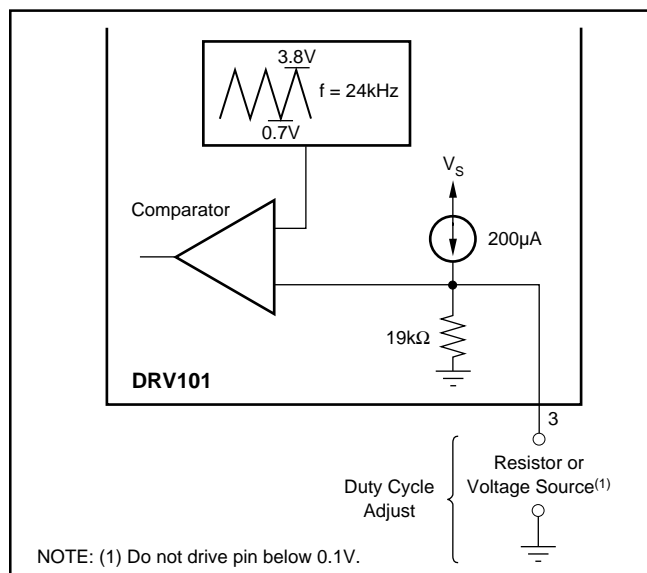 3.8V
f = 24kHz
0.7V
V_S
Comparator
200µA
19kΩ
DRV101
3
Resistor or
Voltage Source(1)
Duty Cycle
Adjust
NOTE: (1) Do not drive pin below 0.1V.